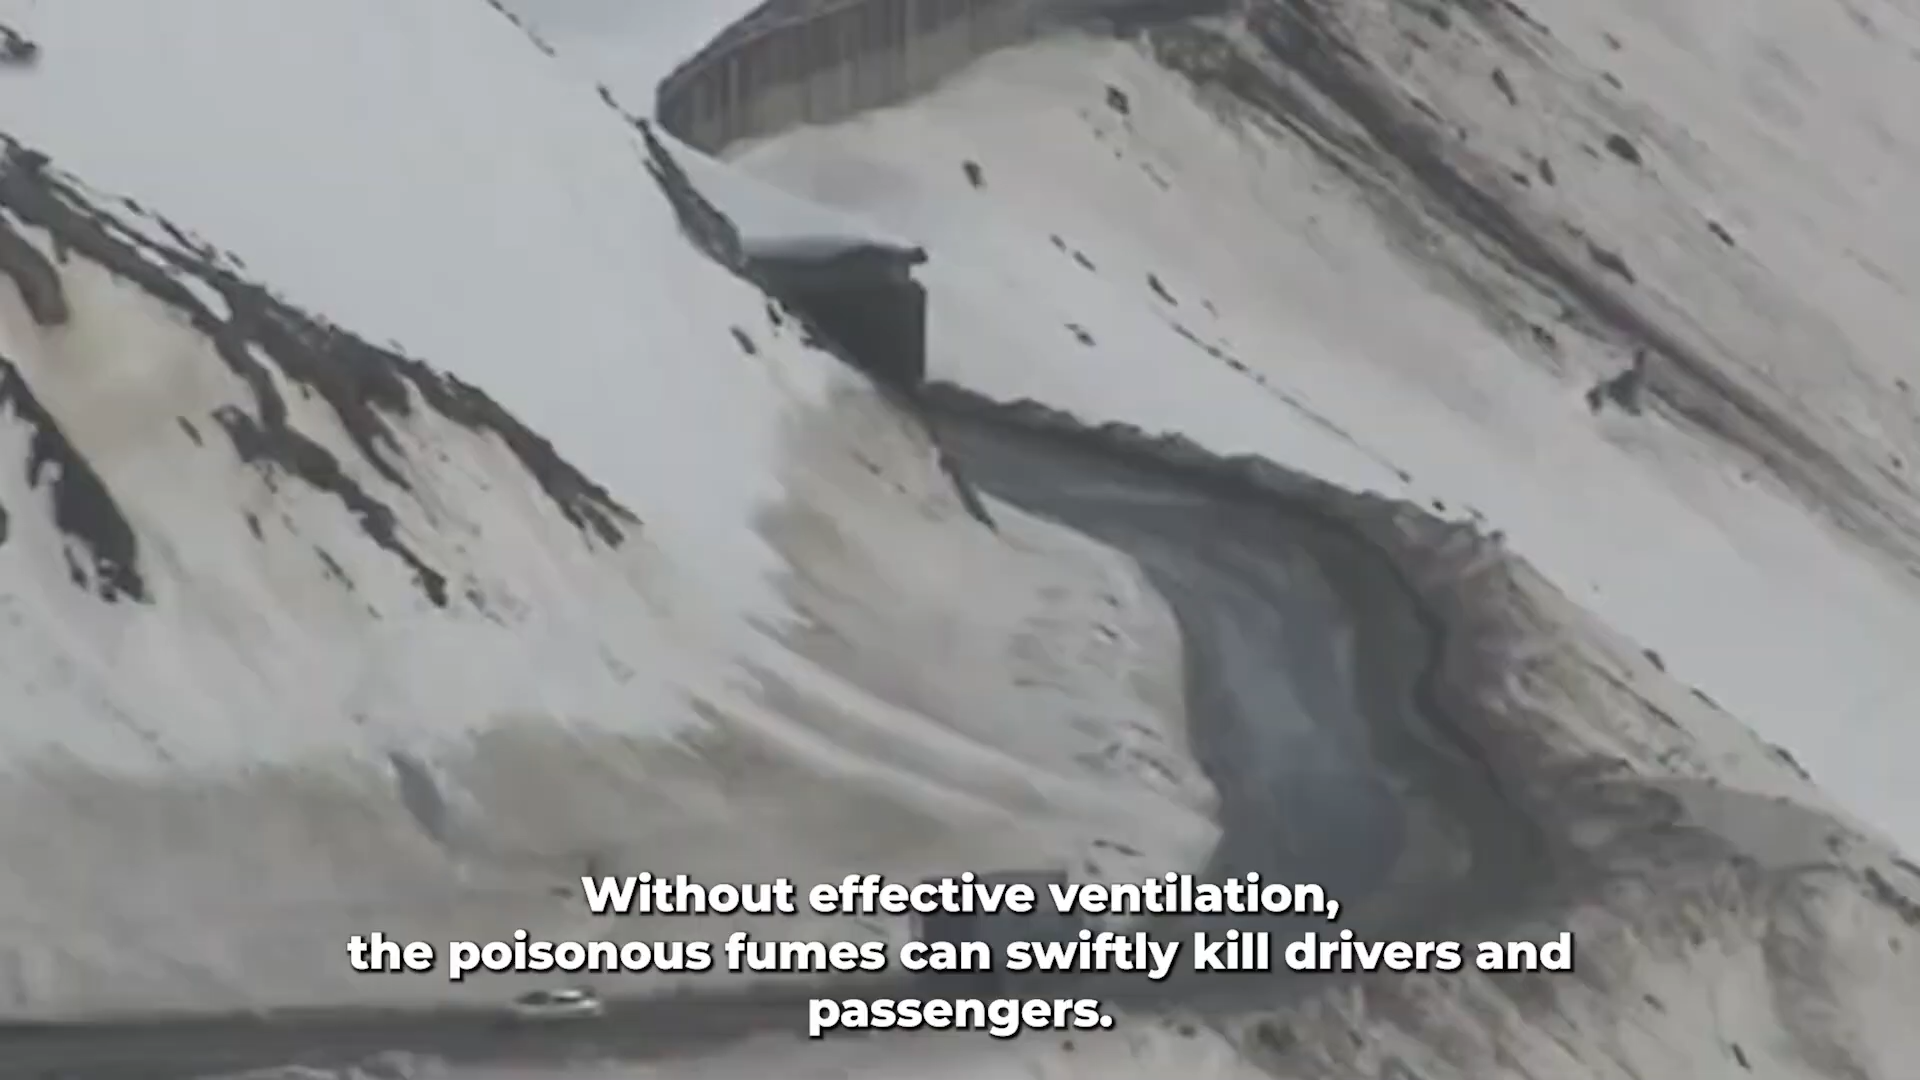 Without effective ventilation,
the poisonous fumes can swiftly kill drivers and
passengers.